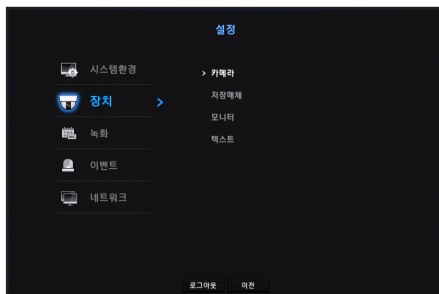 설정
시스템환경
장치 >
녹화
이벤트
네트워크
> 카메라
저장매체
모니터
텍스트
로그아웃 이전